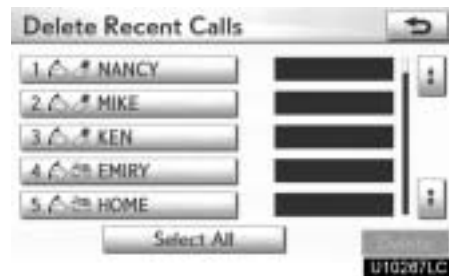 Delete Recent Calls
1 NANCY
2 MIKE
3 KEN
4 EMIRY
5 HOME
Select All
Delete
U10287LC